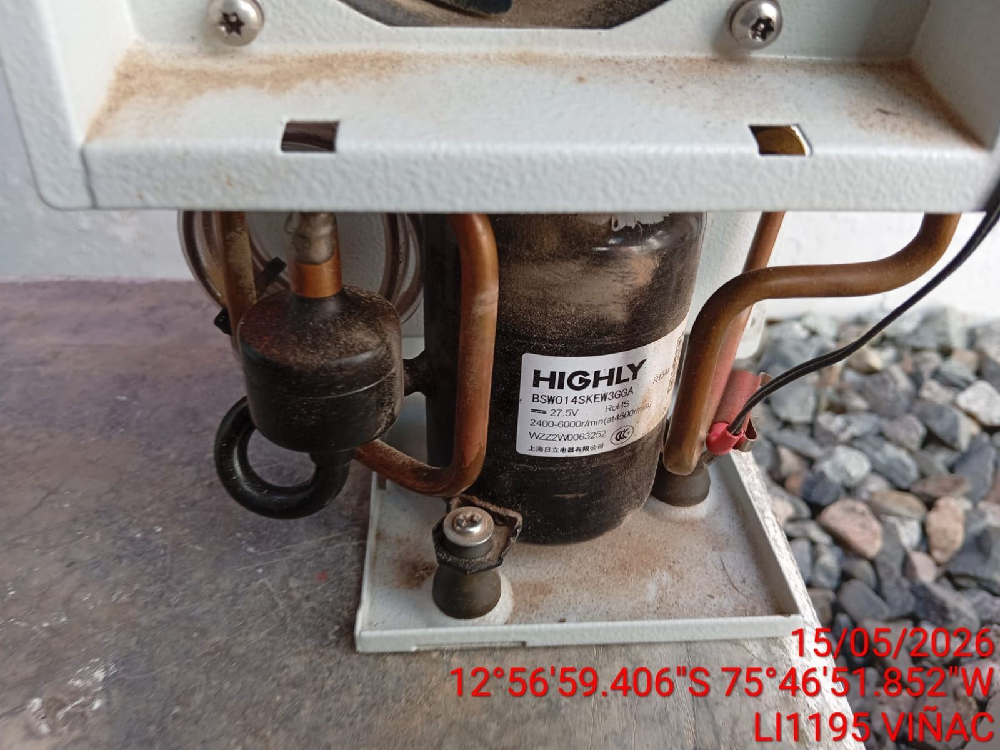 HIGHLY
R134a
BSW014SKEW3GGA
27.5V RoHS
2400-6000r/min(at4500r/min)
WZZ2W0063252
CCC
上海日立电器有限公司
15/05/2026
12°56'59.406"S 75°46'51.852"W
LI1195 VIÑAC